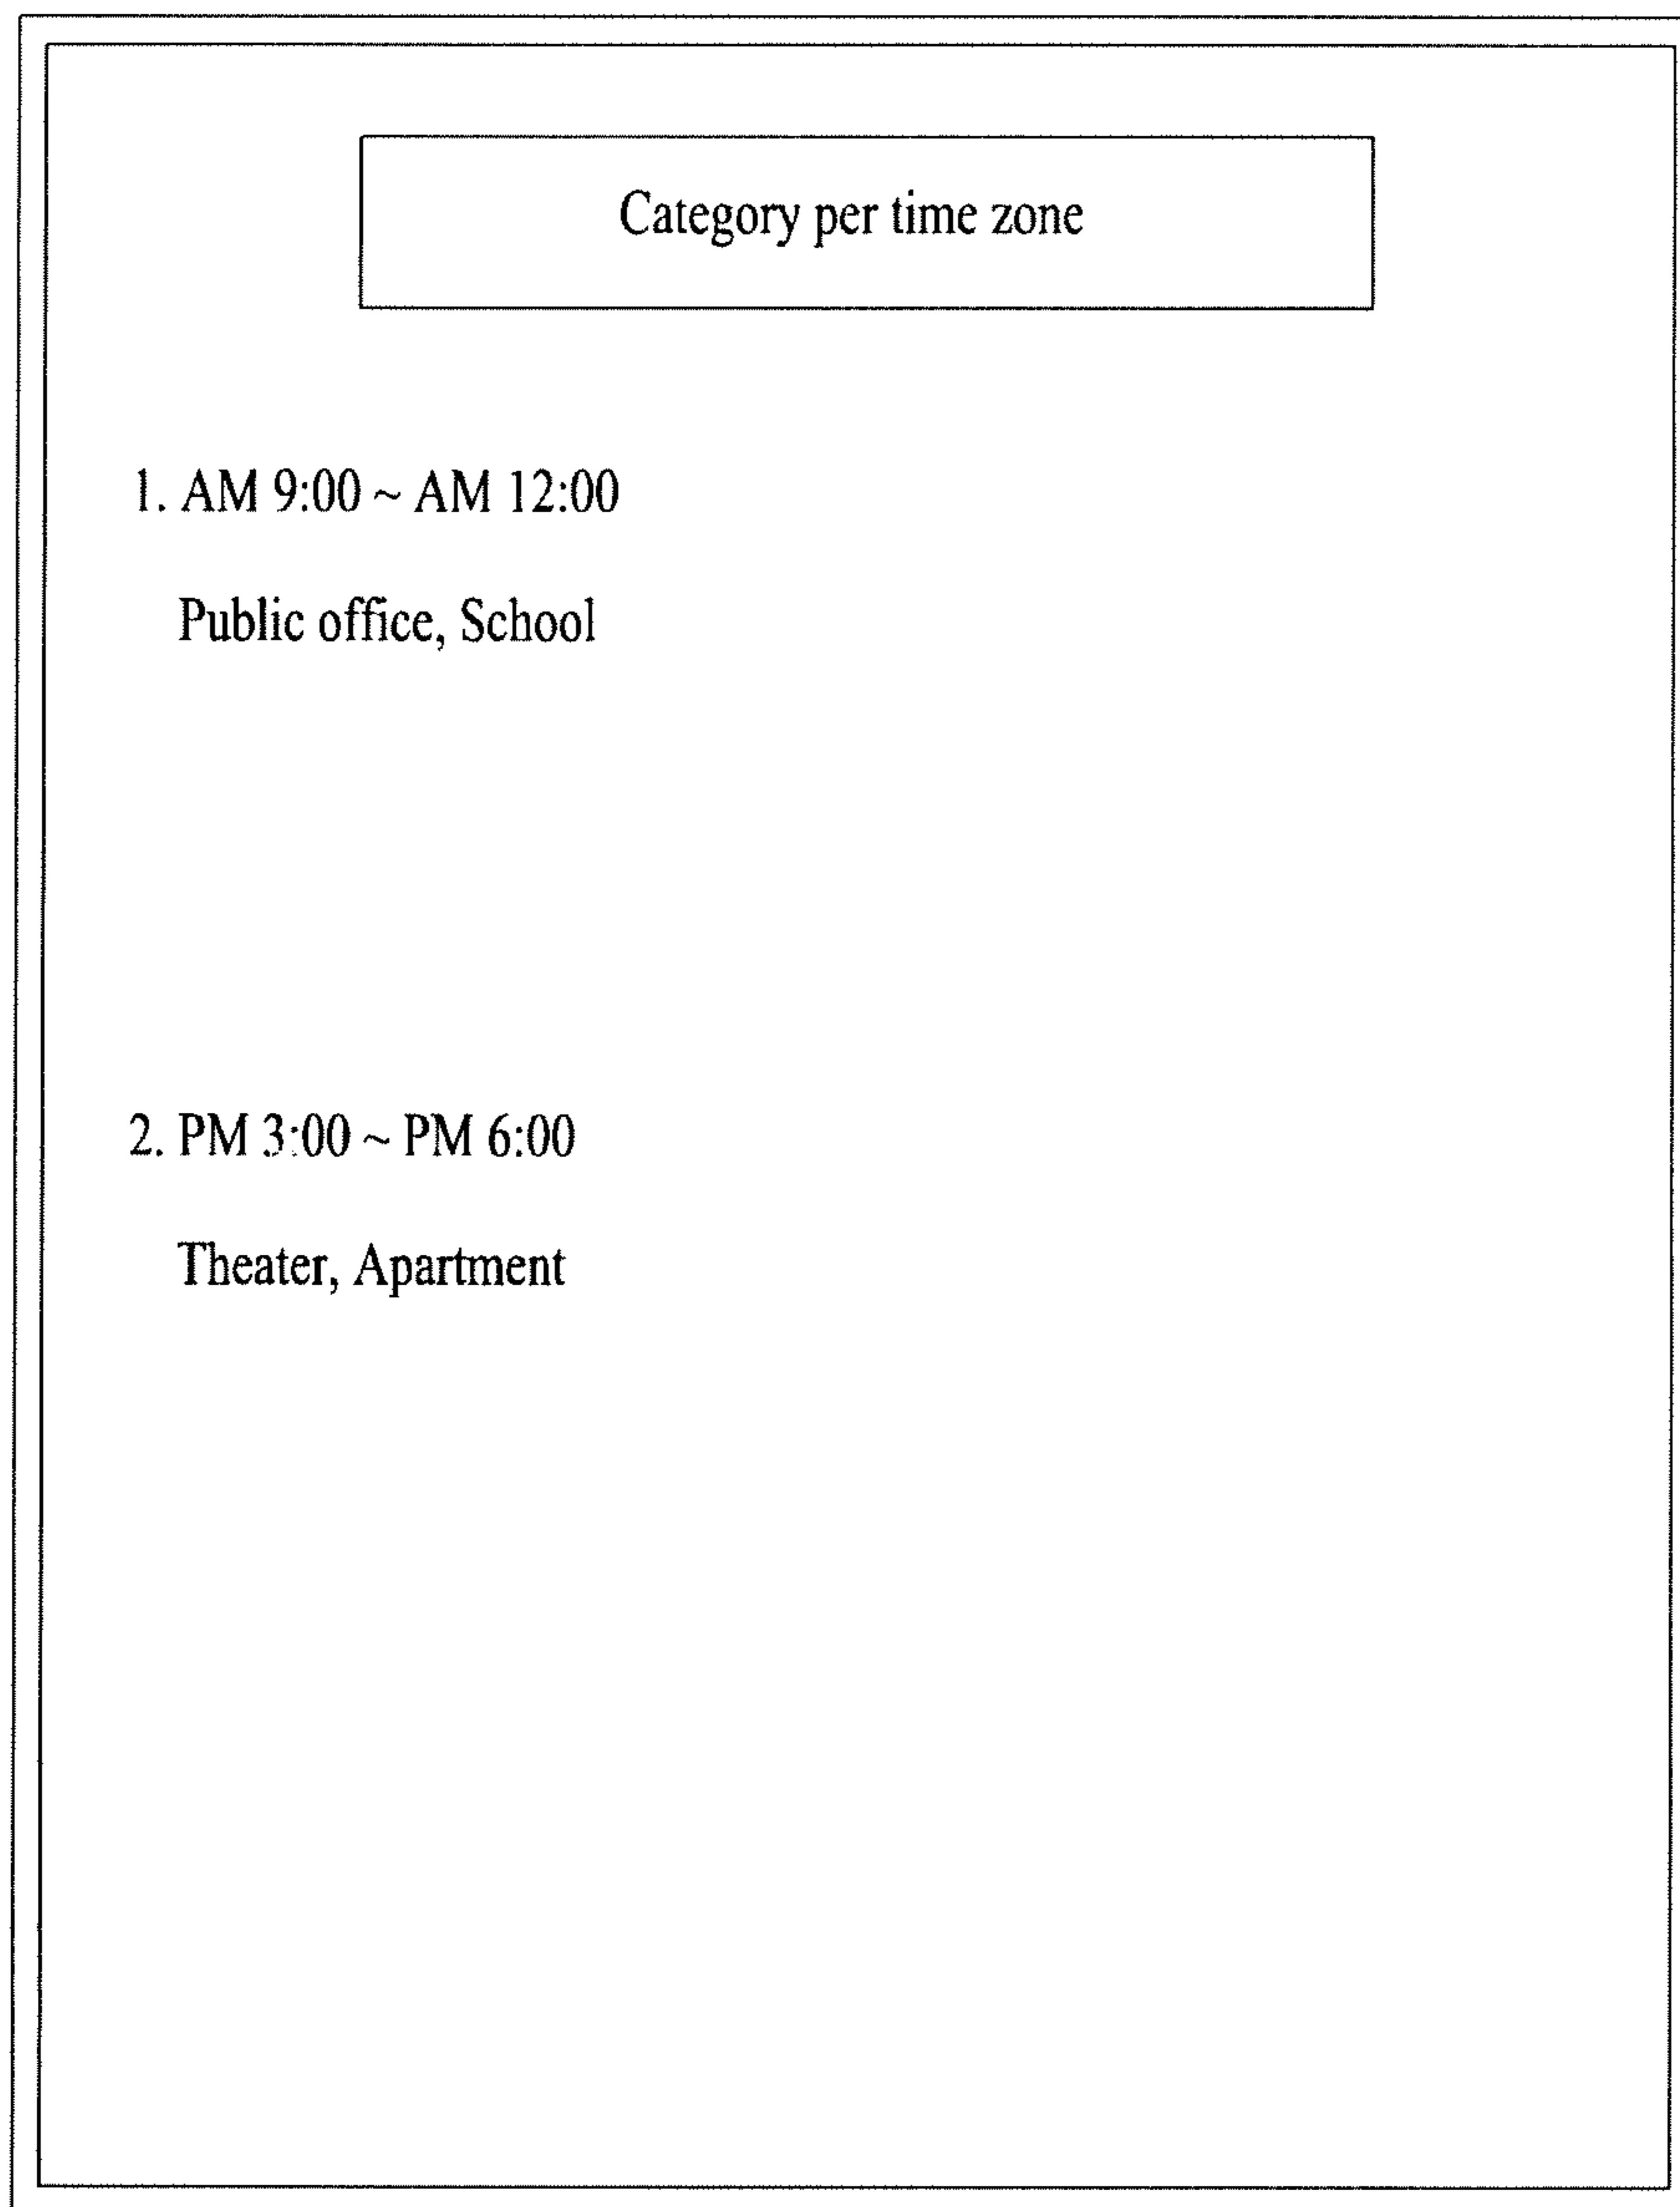 Category per time zone
1. AM 9:00 ~ AM 12:00
Public office, School
2. PM 3:00 ~ PM 6:00
Theater, Apartment